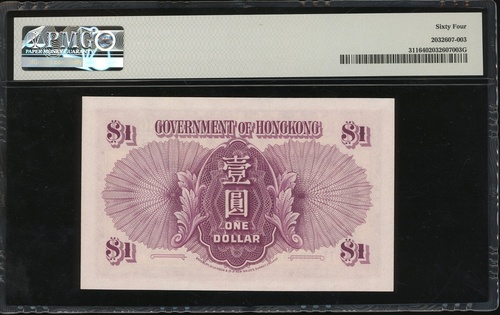 PMG
PAPER MONEY GUARANTY
Sixty Four
2032607-003
3116402032607003G
$1 GOVERNMENT OF HONGKONG $1
壹
圓
ONE
DOLLAR
$1 $1